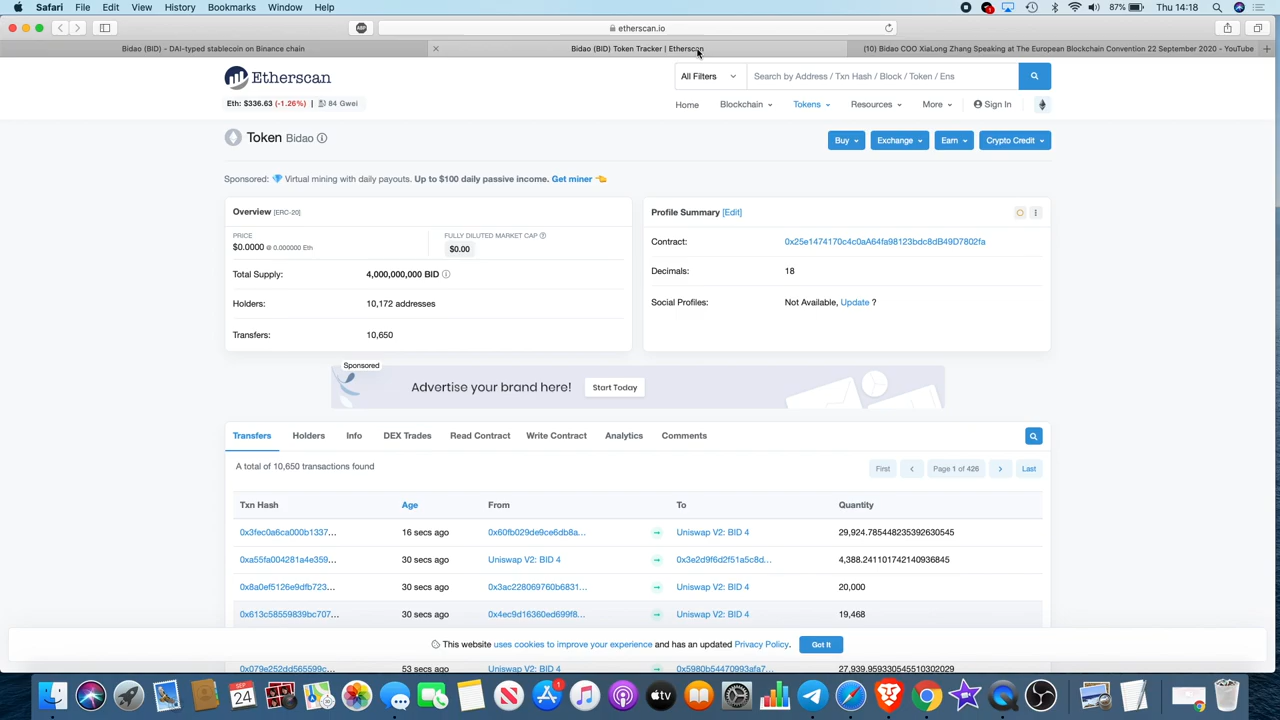 Safari File Edit View History Bookmarks Window Help 87% Thu 14:18
etherscan.io
Bidao (BID) - DAI-typed stablecoin on Binance chain
Bidao (BID) Token Tracker | Etherscan
(10) Bidao COO XiaLong Zhang Speaking at The European Blockchain Convention 22 September 2020 - YouTube
Etherscan
All Filters
Search by Address / Txn Hash / Block / Token / Ens
Eth: $336.63 (-1.26%) | 84 Gwei
Home Blockchain Tokens Resources More Sign In
Token Bidao
Buy Exchange Earn Crypto Credit
Sponsored: Virtual mining with daily payouts. Up to $100 daily passive income. Get miner
Overview [ERC-20]
PRICE
$0.0000 @ 0.000000 Eth
FULLY DILUTED MARKET CAP
$0.00
Total Supply: 4,000,000,000 BID
Holders: 10,172 addresses
Transfers: 10,650
Profile Summary [Edit]
Contract: 0x25e1474170c4c0aA64fa98123bdc8dB49D7802fa
Decimals: 18
Social Profiles: Not Available, Update ?
Sponsored
Advertise your brand here! Start Today
Transfers Holders Info DEX Trades Read Contract Write Contract Analytics Comments
A total of 10,650 transactions found
First Page 1 of 426 Last
Txn Hash Age From To Quantity
0x3fec0a6ca000b1337... 16 secs ago 0x60fb029de9ce6db8a... Uniswap V2: BID 4 29,924.785448235392630545
0xa55fa004281a4e359... 30 secs ago Uniswap V2: BID 4 0x3e2d9f6d2f51a5c8d... 4,388.241101742140936845
0x8a0ef5126e9dfb723... 30 secs ago 0x3ac228069760b6831... Uniswap V2: BID 4 20,000
0x613c58559839bc707... 30 secs ago 0x4ec9d16360ed699f8... Uniswap V2: BID 4 19,468
This website uses cookies to improve your experience and has an updated Privacy Policy. Got It
0x079e252dd565599c... 53 secs ago Uniswap V2: BID 4 0x5980b54470993afa7... 27,939.959330545510302029